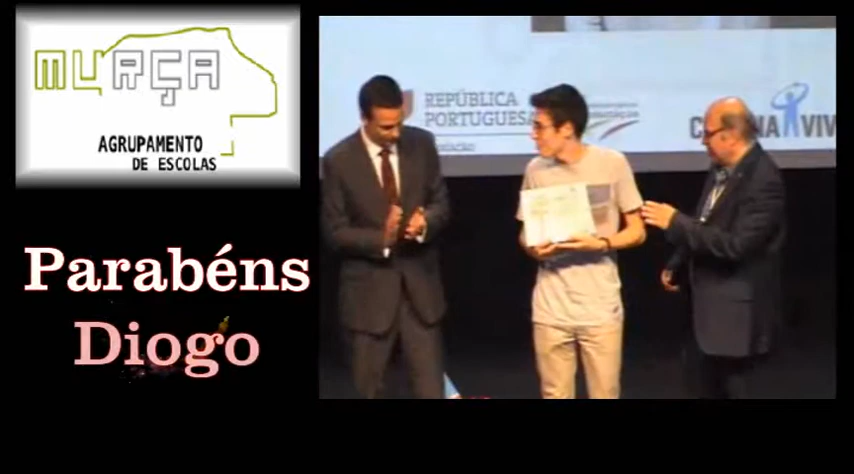 MURÇA
AGRUPAMENTO
DE ESCOLAS
Parabéns
Diogo
REPÚBLICA
PORTUGUESA